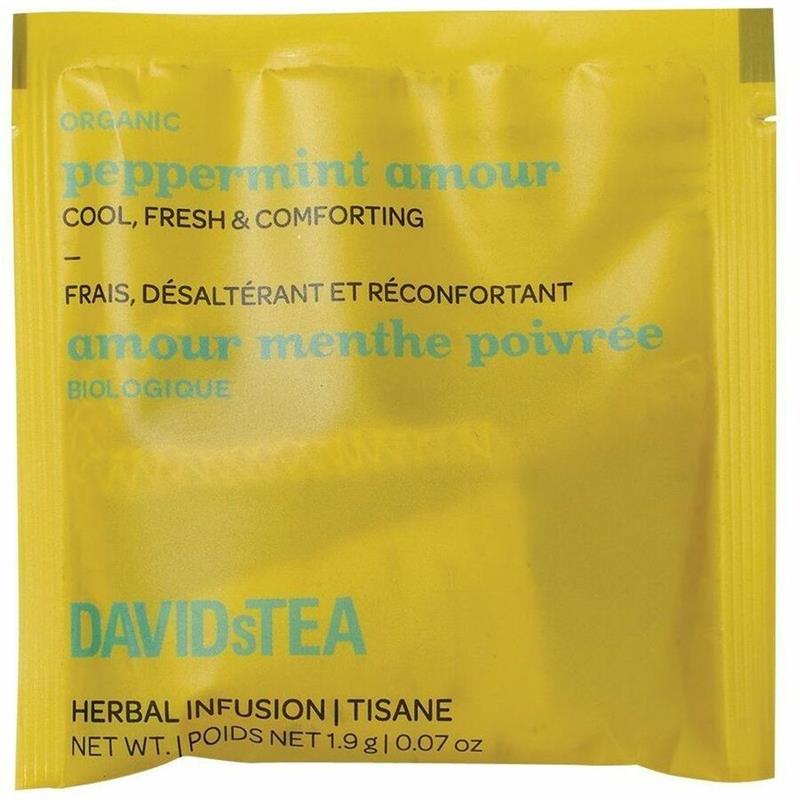 ORGANIC
peppermint amour
COOL, FRESH & COMFORTING
–
FRAIS, DÉSALTÉRANT ET RÉCONFORTANT
amour menthe poivrée
BIOLOGIQUE
DAVIDsTEA
HERBAL INFUSION | TISANE
NET WT. | POIDS NET 1.9 g | 0.07 oz